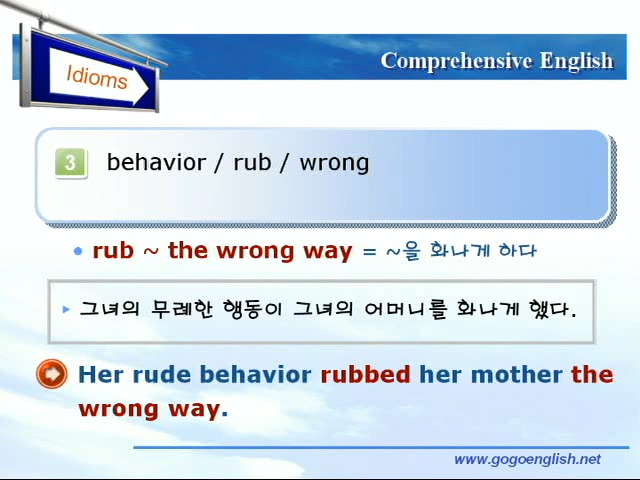 Idioms
Comprehensive English
3 behavior / rub / wrong
• rub ~ the wrong way = ~을 화나게 하다
▸ 그녀의 무례한 행동이 그녀의 어머니를 화나게 했다.
Her rude behavior rubbed her mother the
wrong way.
www.gogoenglish.net